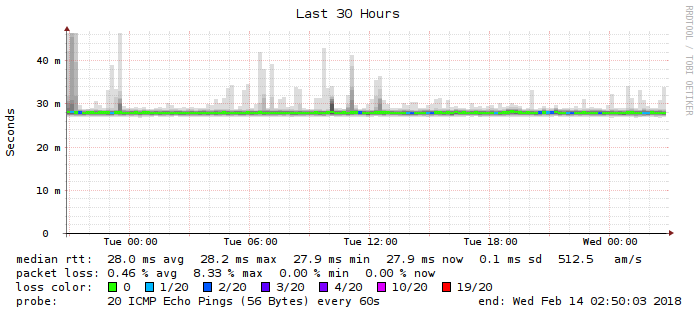 Last 30 Hours
RRDTOOL / TOBI OETIKER
Seconds
40 m
30 m
20 m
10 m
0
Tue 00:00 Tue 06:00 Tue 12:00 Tue 18:00 Wed 00:00
median rtt: 28.0 ms avg 28.2 ms max 27.9 ms min 27.9 ms now 0.1 ms sd 512.5 am/s
packet loss: 0.46 % avg 8.33 % max 0.00 % min 0.00 % now
loss color: 0 1/20 2/20 3/20 4/20 10/20 19/20
probe: 20 ICMP Echo Pings (56 Bytes) every 60s end: Wed Feb 14 02:50:03 2018